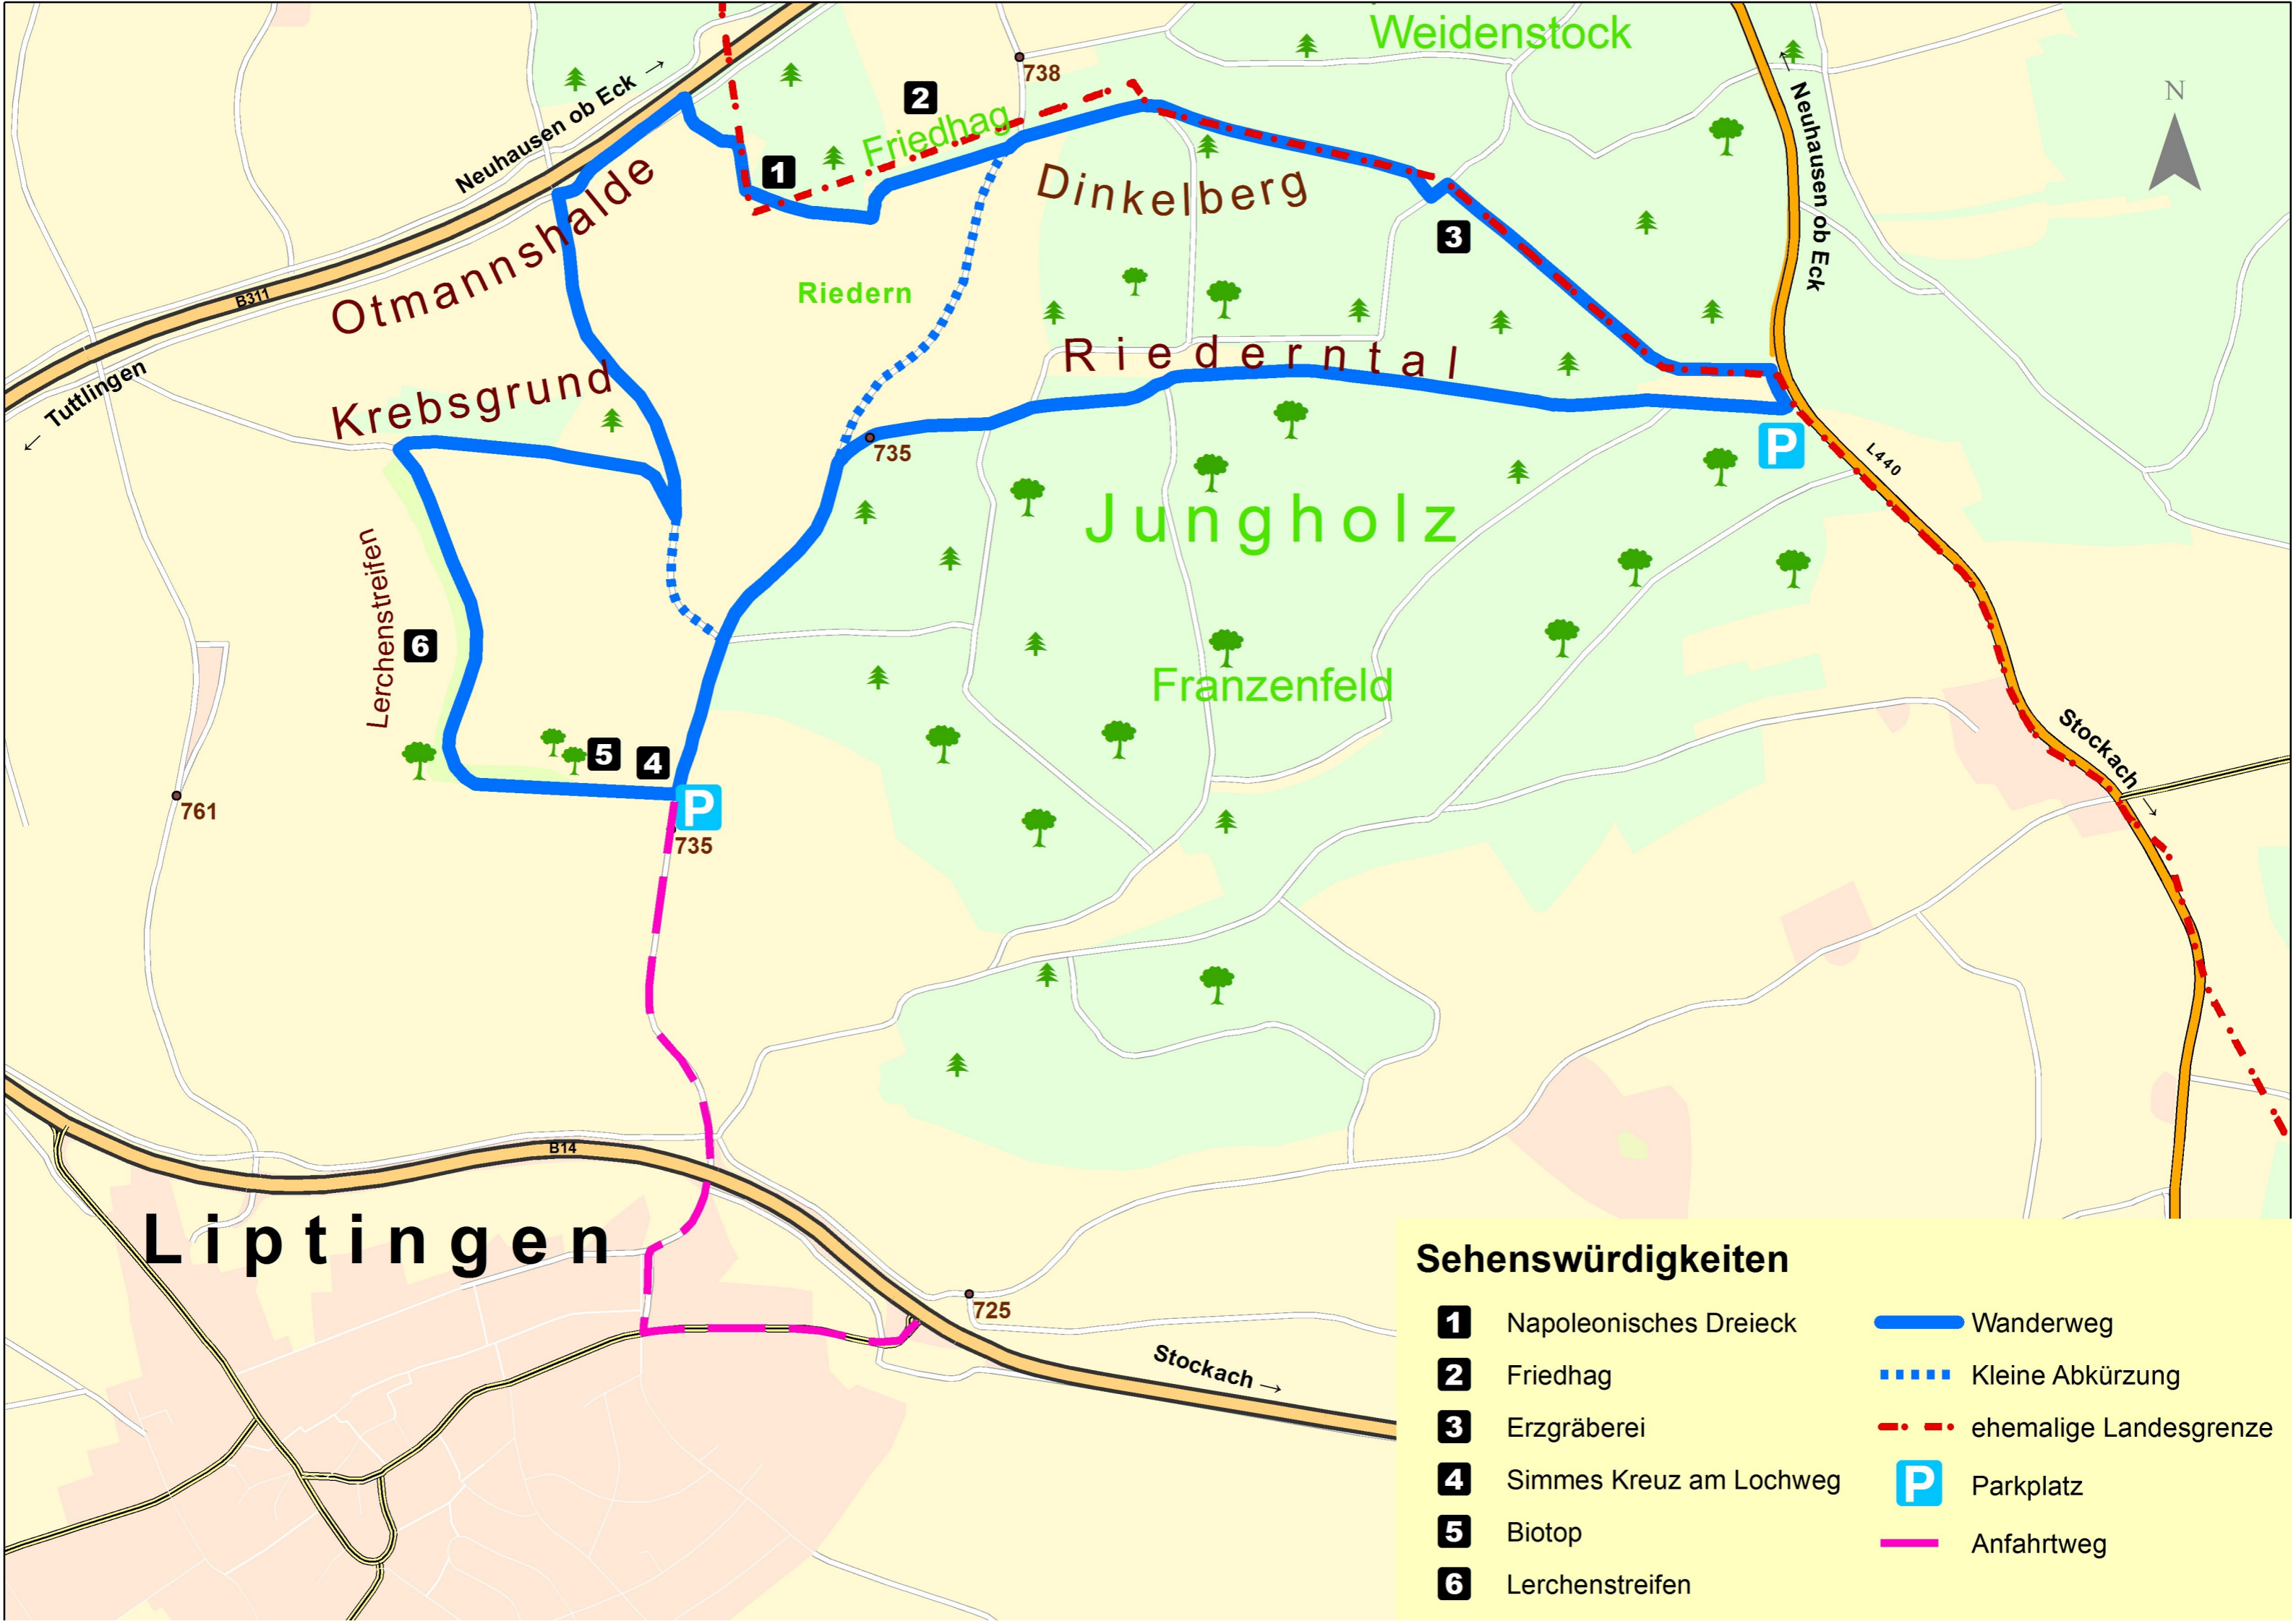 Weidenstock
738
Neuhausen ob Eck →
2
Friedhag
N
← Neuhausen ob Eck
1
Dinkelberg
Otmannshalde
3
Riedern
B311
Riederntal
Krebsgrund
← Tuttlingen
735
P
L440
Jungholz
Lerchenstreifen
6
Franzenfeld
Stockach →
5
4
P
761
735
B14
Liptingen
725
Stockach →
Sehenswürdigkeiten
1 Napoleonisches Dreieck
2 Friedhag
3 Erzgräberei
4 Simmes Kreuz am Lochweg
5 Biotop
6 Lerchenstreifen
Wanderweg
Kleine Abkürzung
ehemalige Landesgrenze
P Parkplatz
Anfahrtweg